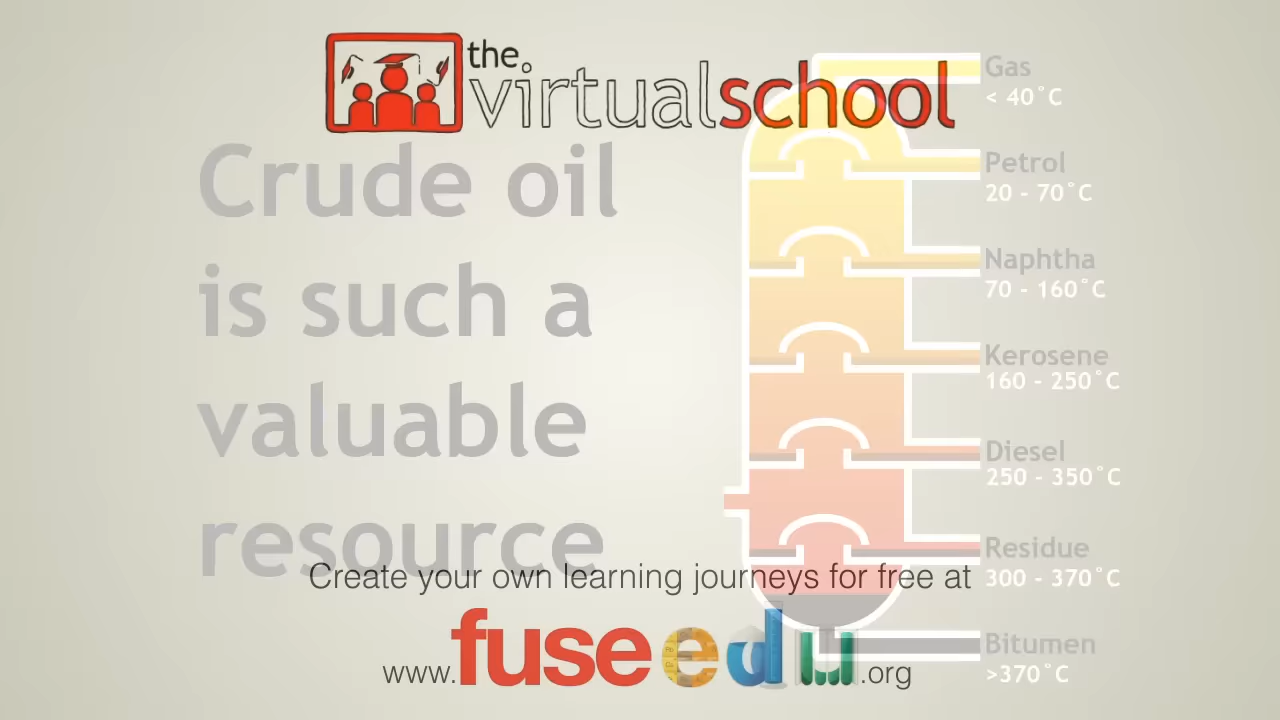 the
virtualschool
Crude oil
is such a
valuable
resource
Gas
< 40˚C
Petrol
20 - 70˚C
Naphtha
70 - 160˚C
Kerosene
160 - 250˚C
Diesel
250 - 350˚C
Residue
300 - 370˚C
Bitumen
>370˚C
Create your own learning journeys for free at
www.fuseedu.org